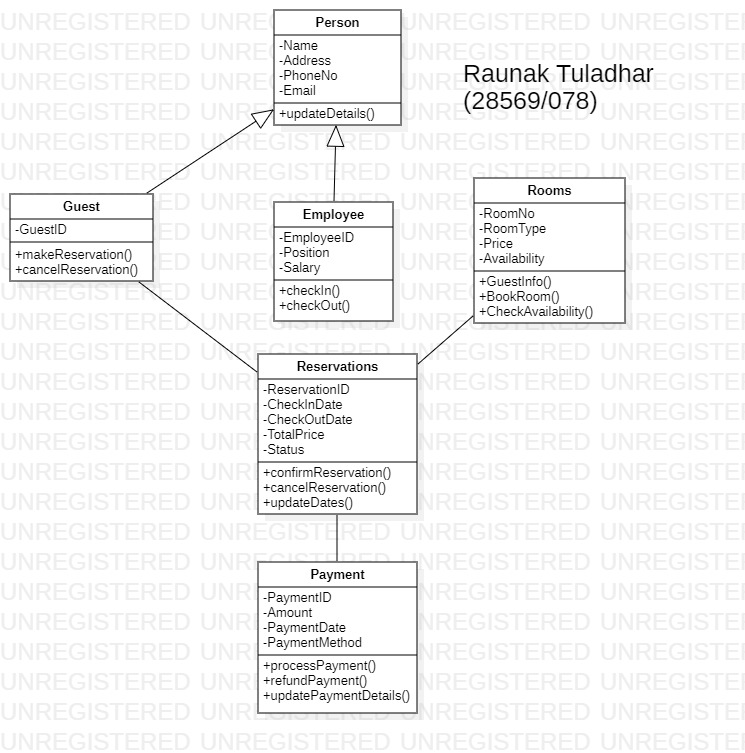 Person
-Name
-Address
-PhoneNo
-Email
+updateDetails()
Raunak Tuladhar
(28569/078)
Guest
-GuestID
+makeReservation()
+cancelReservation()
Employee
-EmployeeID
-Position
-Salary
+checkIn()
+checkOut()
Rooms
-RoomNo
-RoomType
-Price
-Availability
+GuestInfo()
+BookRoom()
+CheckAvailability()
Reservations
-ReservationID
-CheckInDate
-CheckOutDate
-TotalPrice
-Status
+confirmReservation()
+cancelReservation()
+updateDates()
Payment
-PaymentID
-Amount
-PaymentDate
-PaymentMethod
+processPayment()
+refundPayment()
+updatePaymentDetails()
UNREGISTERED